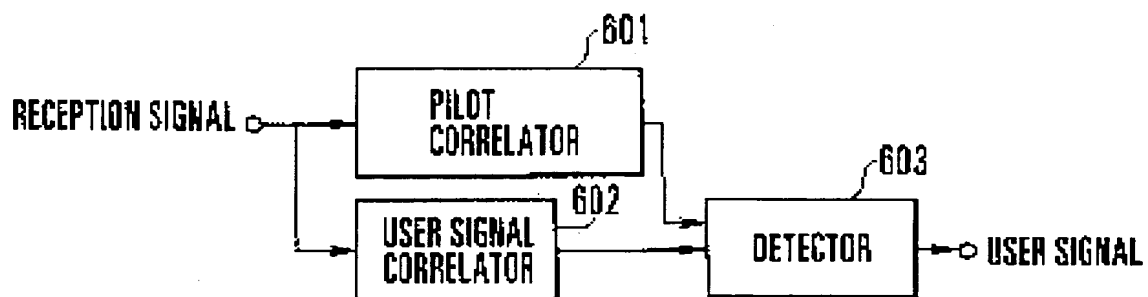 601
RECEPTION SIGNAL
PILOT
CORRELATOR
602
603
USER SIGNAL
CORRELATOR
DETECTOR
USER SIGNAL